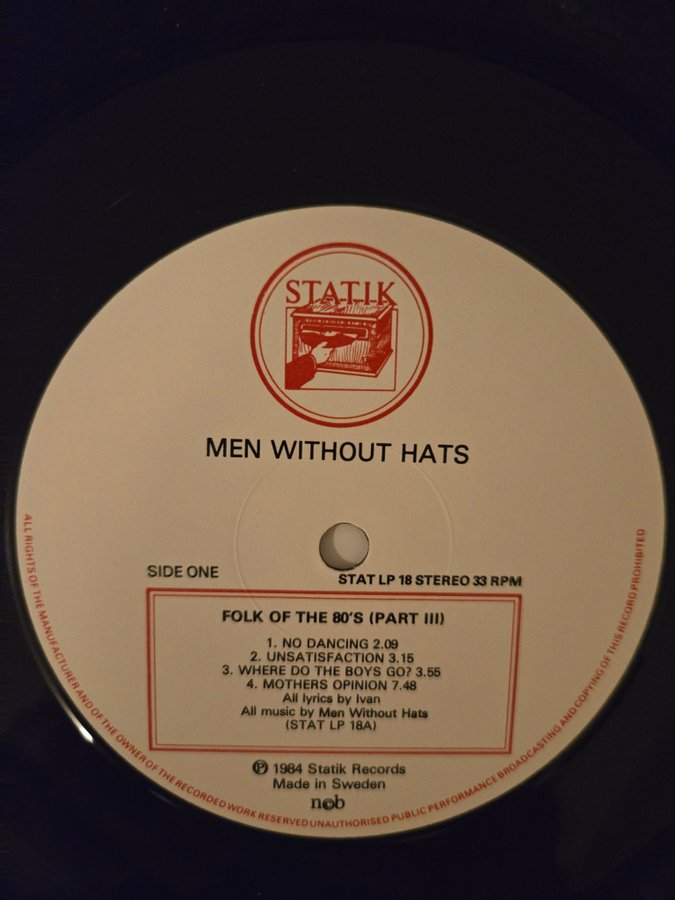 STATIK
MEN WITHOUT HATS
SIDE ONE
STAT LP 18 STEREO 33 RPM
FOLK OF THE 80'S (PART III)
1. NO DANCING 2.09
2. UNSATISFACTION 3.15
3. WHERE DO THE BOYS GO? 3.55
4. MOTHERS OPINION 7.48
All lyrics by Ivan
All music by Men Without Hats
(STAT LP 18A)
Ⓟ 1984 Statik Records
Made in Sweden
ncb
ALL RIGHTS OF THE MANUFACTURER AND OF THE OWNER OF THE RECORDED WORK RESERVED UNAUTHORISED PUBLIC PERFORMANCE BROADCASTING AND COPYING OF THIS RECORD PROHIBITED